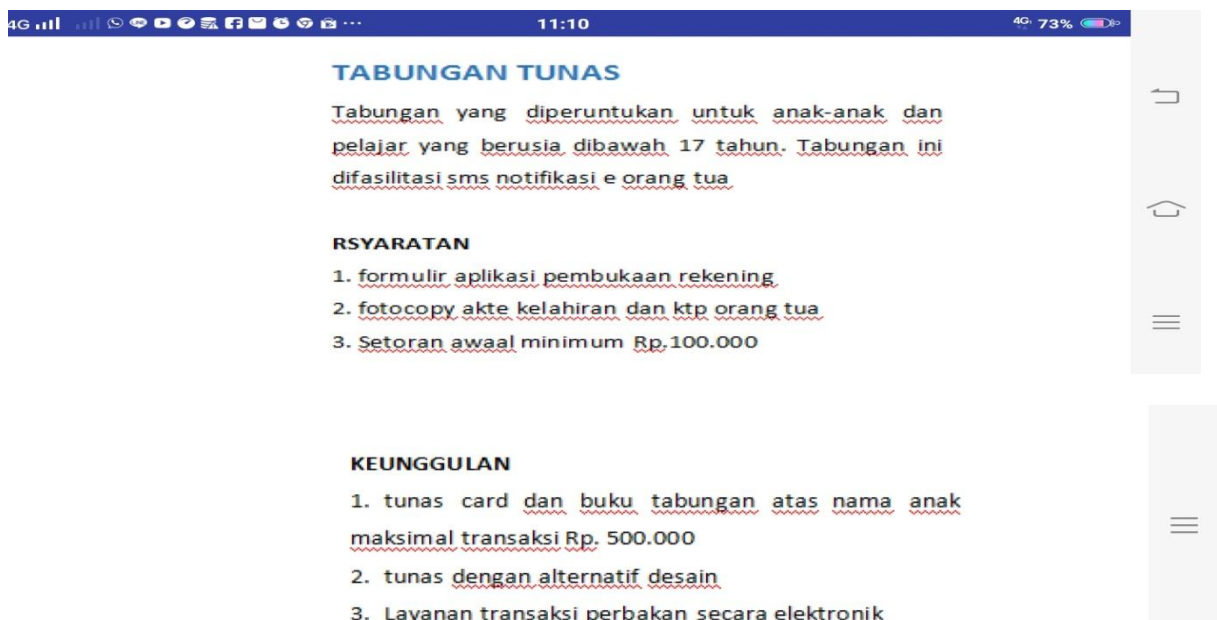 4G 11:10 4G 73%
TABUNGAN TUNAS
Tabungan yang diperuntukan untuk anak-anak dan
pelajar yang berusia dibawah 17 tahun. Tabungan ini
difasilitasi sms notifikasi e orang tua
RSYARATAN
1. formulir aplikasi pembukaan rekening
2. fotocopy akte kelahiran dan ktp orang tua
3. Setoran awaal minimum Rp.100.000
KEUNGGULAN
1. tunas card dan buku tabungan atas nama anak
maksimal transaksi Rp. 500.000
2. tunas dengan alternatif desain
3. Layanan transaksi perbakan secara elektronik